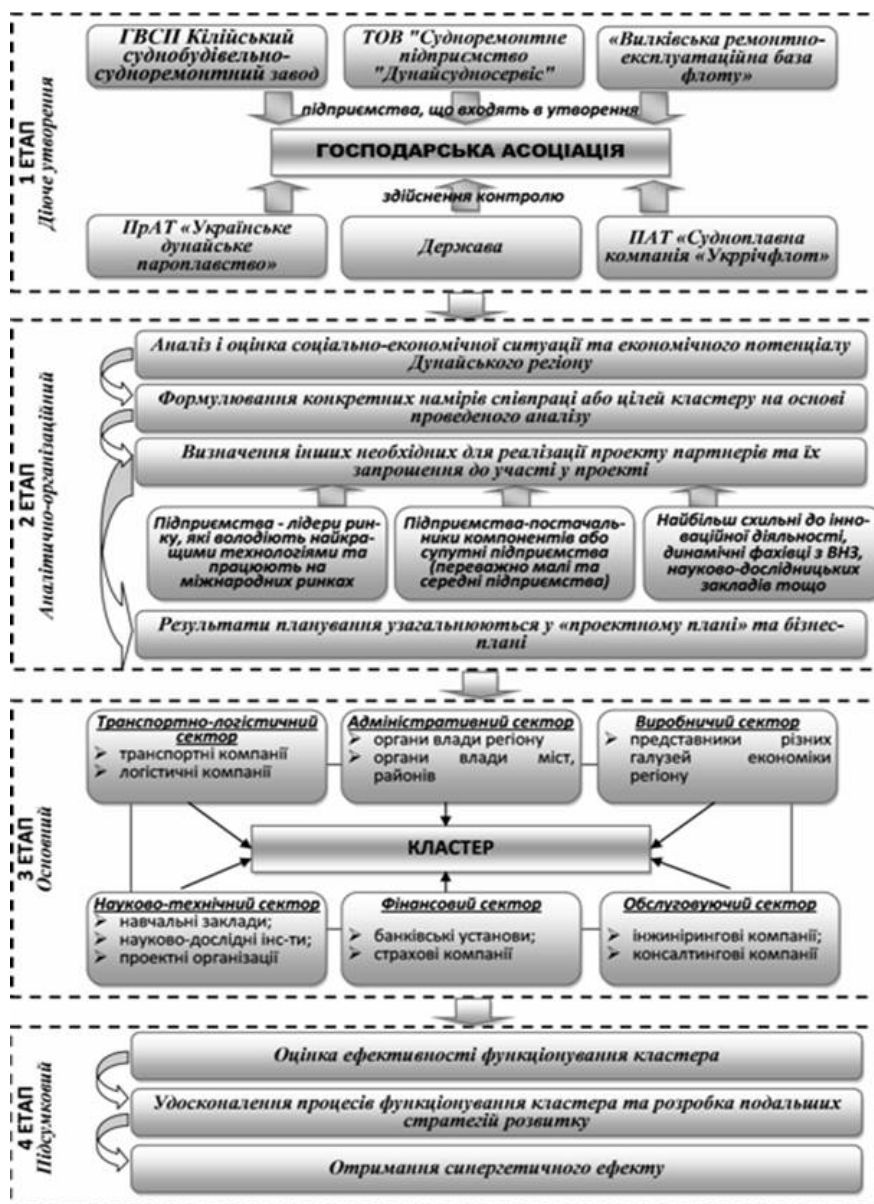 1 ЕТАП
Діюче утворення
ГВСП Кілійський
суднобудівельно-
судноремонтний завод
ТОВ "Судноремонтне
підприємство
"Дунайсудносервіс"
«Вилківська ремонтно-
експлуатаційна база
флоту»
підприємства, що входять в утворення
ГОСПОДАРСЬКА АСОЦІАЦІЯ
здійснення контролю
ПрАТ «Українське
дунайське
пароплавство»
Держава
ПАТ «Судноплавна
компанія «Укррічфлот»
2 ЕТАП
Аналітично-організаційний
Аналіз і оцінка соціально-економічної ситуації та економічного потенціалу
Дунайського регіону
Формулювання конкретних намірів співпраці або цілей кластеру на основі
проведеного аналізу
Визначення інших необхідних для реалізації проекту партнерів та їх
запрошення до участі у проекті
Підприємства - лідери рин-
ку, які володіють найкра-
щими технологіями та
працюють на
міжнародних ринках
Підприємства-постачаль-
ники компонентів або
супутні підприємства
(переважно малі та
середні підприємства)
Найбільш схильні до інно-
ваційної діяльності,
динамічні фахівці з ВНЗ,
науково-дослідницьких
закладів тощо
Результати планування узагальнюються у «проектному плані» та бізнес-
плані
3 ЕТАП
Основний
Транспортно-логістичний
сектор
➢ транспортні компанії
➢ логістичні компанії
Адміністративний сектор
➢ органи влади регіону
➢ органи влади міст,
районів
Виробничий сектор
➢ представники різних
галузей економіки
регіону
КЛАСТЕР
Науково-технічний сектор
➢ навчальні заклади;
➢ науково-дослідні інс-ти;
➢ проектні організації
Фінансовий сектор
➢ банківські установи;
➢ страхові компанії
Обслуговуючий сектор
➢ інжинірингові компанії;
➢ консалтингові компанії
4 ЕТАП
Підсумковий
Оцінка ефективності функціонування кластера
Удосконалення процесів функціонування кластера та розробка подальших
стратегій розвитку
Отримання синергетичного ефекту